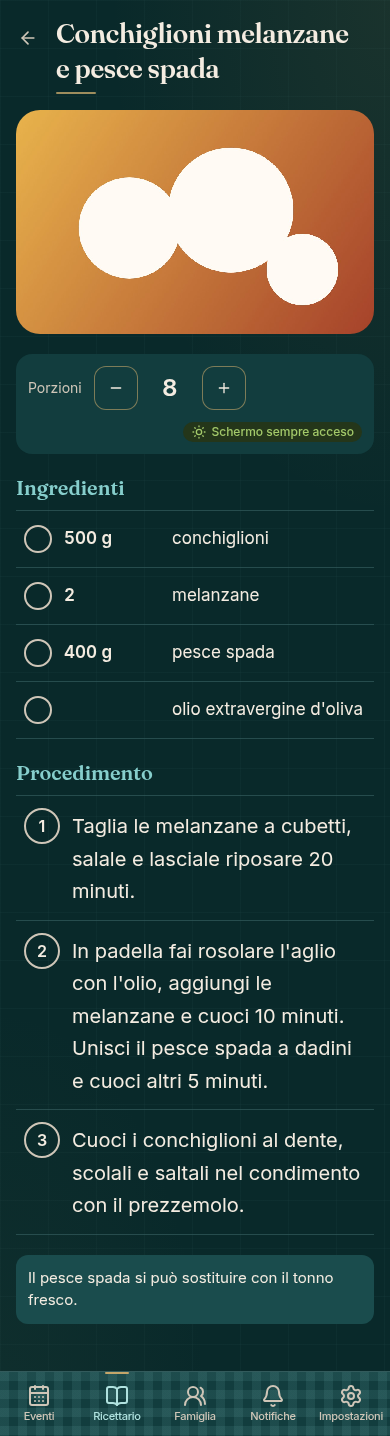 Conchiglioni melanzane
e pesce spada
Porzioni
8
Schermo sempre acceso
Ingredienti
500 g conchiglioni
2 melanzane
400 g pesce spada
olio extravergine d'oliva
Procedimento
1 Taglia le melanzane a cubetti,
salale e lasciale riposare 20
minuti.
2 In padella fai rosolare l'aglio
con l'olio, aggiungi le
melanzane e cuoci 10 minuti.
Unisci il pesce spada a dadini
e cuoci altri 5 minuti.
3 Cuoci i conchiglioni al dente,
scolali e saltali nel condimento
con il prezzemolo.
Il pesce spada si può sostituire con il tonno
fresco.
Eventi Ricettario Famiglia Notifiche Impostazioni